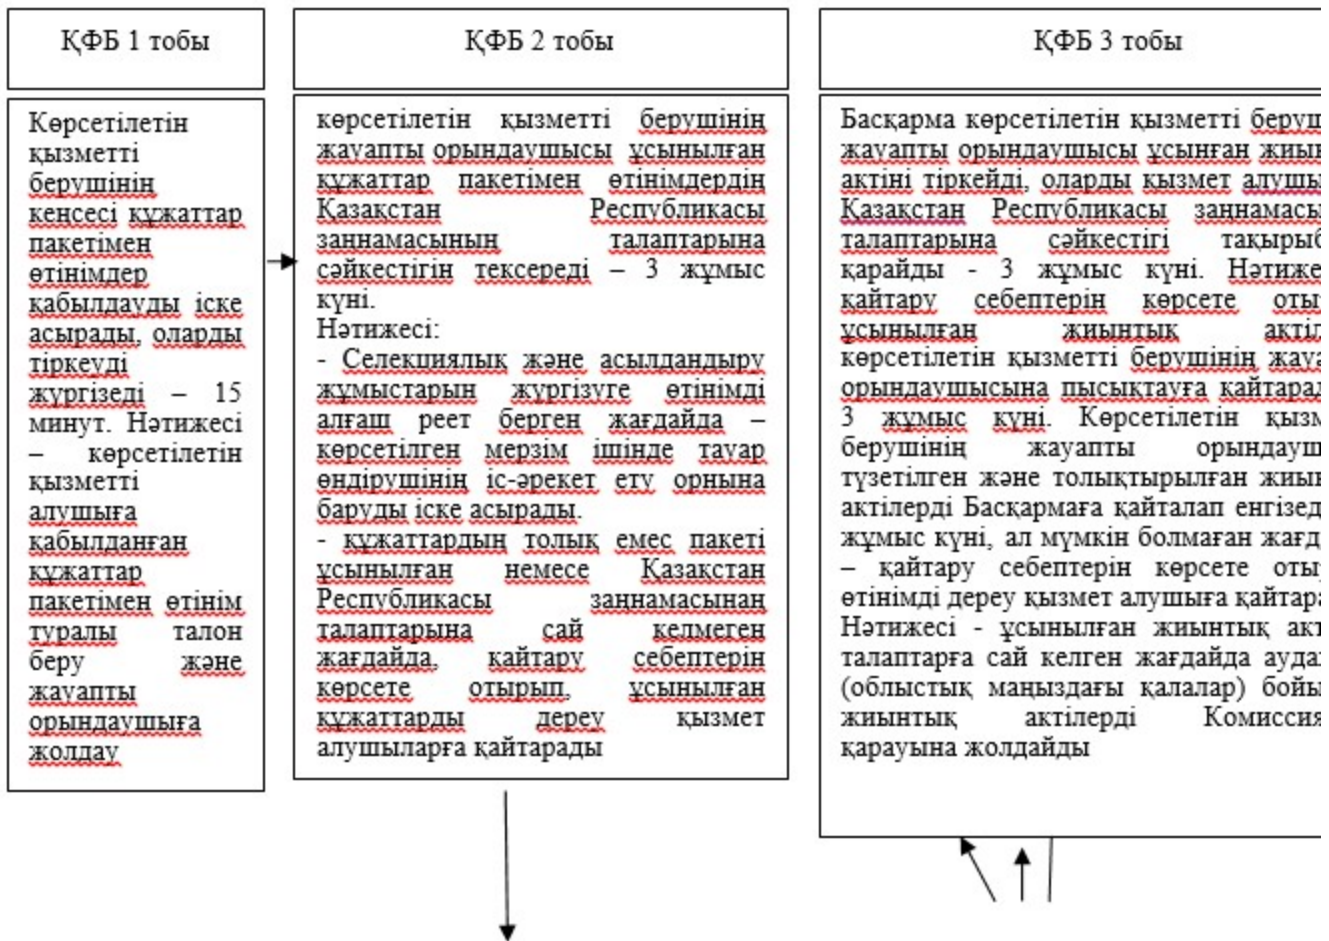 ҚФБ 1 тобы
Көрсетілетін
қызметті
берушінің
кеңсесі құжаттар
пакетімен
өтінімдер
қабылдауды іске
асырады, оларды
тіркеуді
жүргізеді – 15
минут. Нәтижесі
– көрсетілетін
қызметті
алушыға
қабылданған
құжаттар
пакетімен өтінім
туралы талон
беру және
жауапты
орындаушыға
жолдау
ҚФБ 2 тобы
көрсетілетін қызметті берушінің
жауапты орындаушысы ұсынылған
құжаттар пакетімен өтінімдердің
Қазақстан Республикасы
заңнамасының талаптарына
сәйкестігін тексереді – 3 жұмыс
күні.
Нәтижесі:
- Селекциялық және асылдандыру
жұмыстарын жүргізуге өтінімді
алғаш реет берген жағдайда –
көрсетілген мерзім ішінде тауар
өндірушінің іс-әрекет ету орнына
баруды іске асырады.
- құжаттардың толық емес пакеті
ұсынылған немесе Қазақстан
Республикасы заңнамасынаң
талаптарына сай келмеген
жағдайда, қайтару себептерін
көрсете отырып, ұсынылған
құжаттарды дереу қызмет
алушыларға қайтарады
ҚФБ 3 тобы
Басқарма көрсетілетін қызметті беруш
жауапты орындаушысы ұсынған жиын
актіні тіркейді, оларды қызмет алушы
Қазақстан Республикасы заңнамасы
талаптарына сәйкестігі тақырыб
қарайды - 3 жұмыс күні. Нәтиже
қайтару себептерін көрсете оты
ұсынылған жиынтық актіл
көрсетілетін қызметті берушінің жауа
орындаушысына пысықтауға қайтарад
3 жұмыс күні. Көрсетілетін қызм
берушінің жауапты орындауш
түзетілген және толықтырылған жиын
актілерді Басқармаға қайталап енгізед
жұмыс күні, ал мүмкін болмаған жағд
– қайтару себептерін көрсете оты
өтінімді дереу қызмет алушыға қайтара
Нәтижесі - ұсынылған жиынтық акт
талаптарға сай келген жағдайда аудан
(облыстық маңыздағы қалалар) бойы
жиынтық актілерді Комиссия
қарауына жолдайды